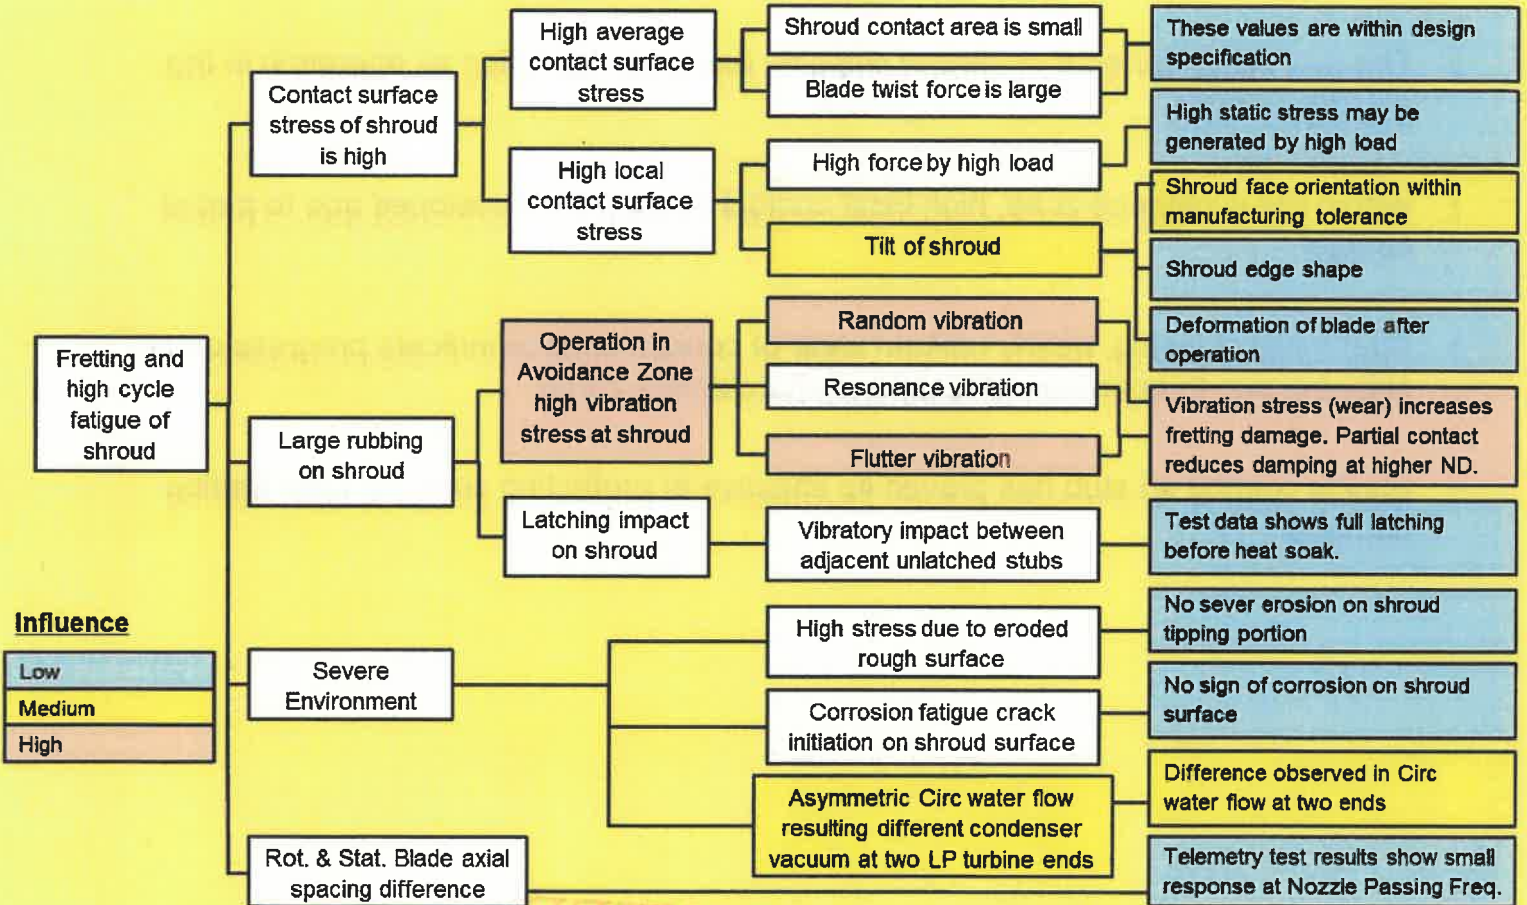 Fretting and
high cycle
fatigue of
shroud
Influence
Low
Medium
High
Contact surface
stress of shroud
is high
Large rubbing
on shroud
Severe
Environment
Rot. & Stat. Blade axial
spacing difference
High average
contact surface
stress
High local
contact surface
stress
Operation in
Avoidance Zone
high vibration
stress at shroud
Latching impact
on shroud
Shroud contact area is small
Blade twist force is large
High force by high load
Tilt of shroud
Random vibration
Resonance vibration
Flutter vibration
Vibratory impact between
adjacent unlatched stubs
High stress due to eroded
rough surface
Corrosion fatigue crack
initiation on shroud surface
Asymmetric Circ water flow
resulting different condenser
vacuum at two LP turbine ends
These values are within design
specification
High static stress may be
generated by high load
Shroud face orientation within
manufacturing tolerance
Shroud edge shape
Deformation of blade after
operation
Vibration stress (wear) increases
fretting damage. Partial contact
reduces damping at higher ND.
Test data shows full latching
before heat soak.
No sever erosion on shroud
tipping portion
No sign of corrosion on shroud
surface
Difference observed in Circ
water flow at two ends
Telemetry test results show small
response at Nozzle Passing Freq.